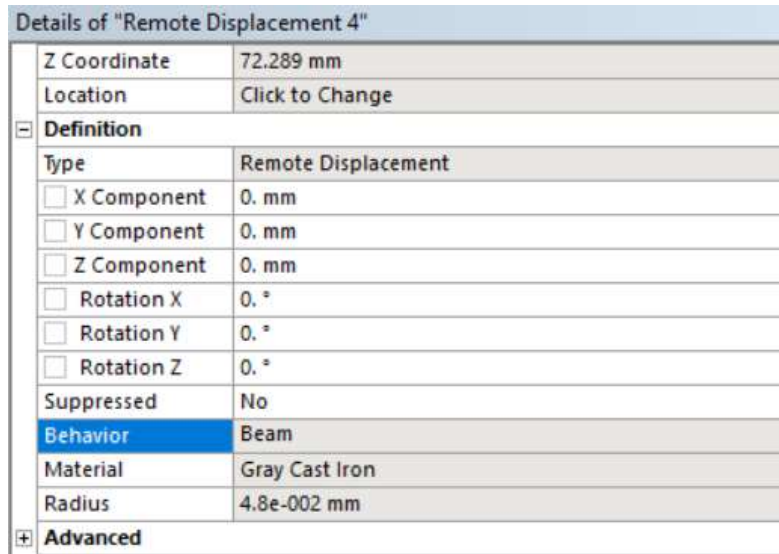 Details of "Remote Displacement 4"
Z Coordinate 72.289 mm
Location Click to Change
Definition
Type Remote Displacement
X Component 0. mm
Y Component 0. mm
Z Component 0. mm
Rotation X 0. °
Rotation Y 0. °
Rotation Z 0. °
Suppressed No
Behavior Beam
Material Gray Cast Iron
Radius 4.8e-002 mm
Advanced